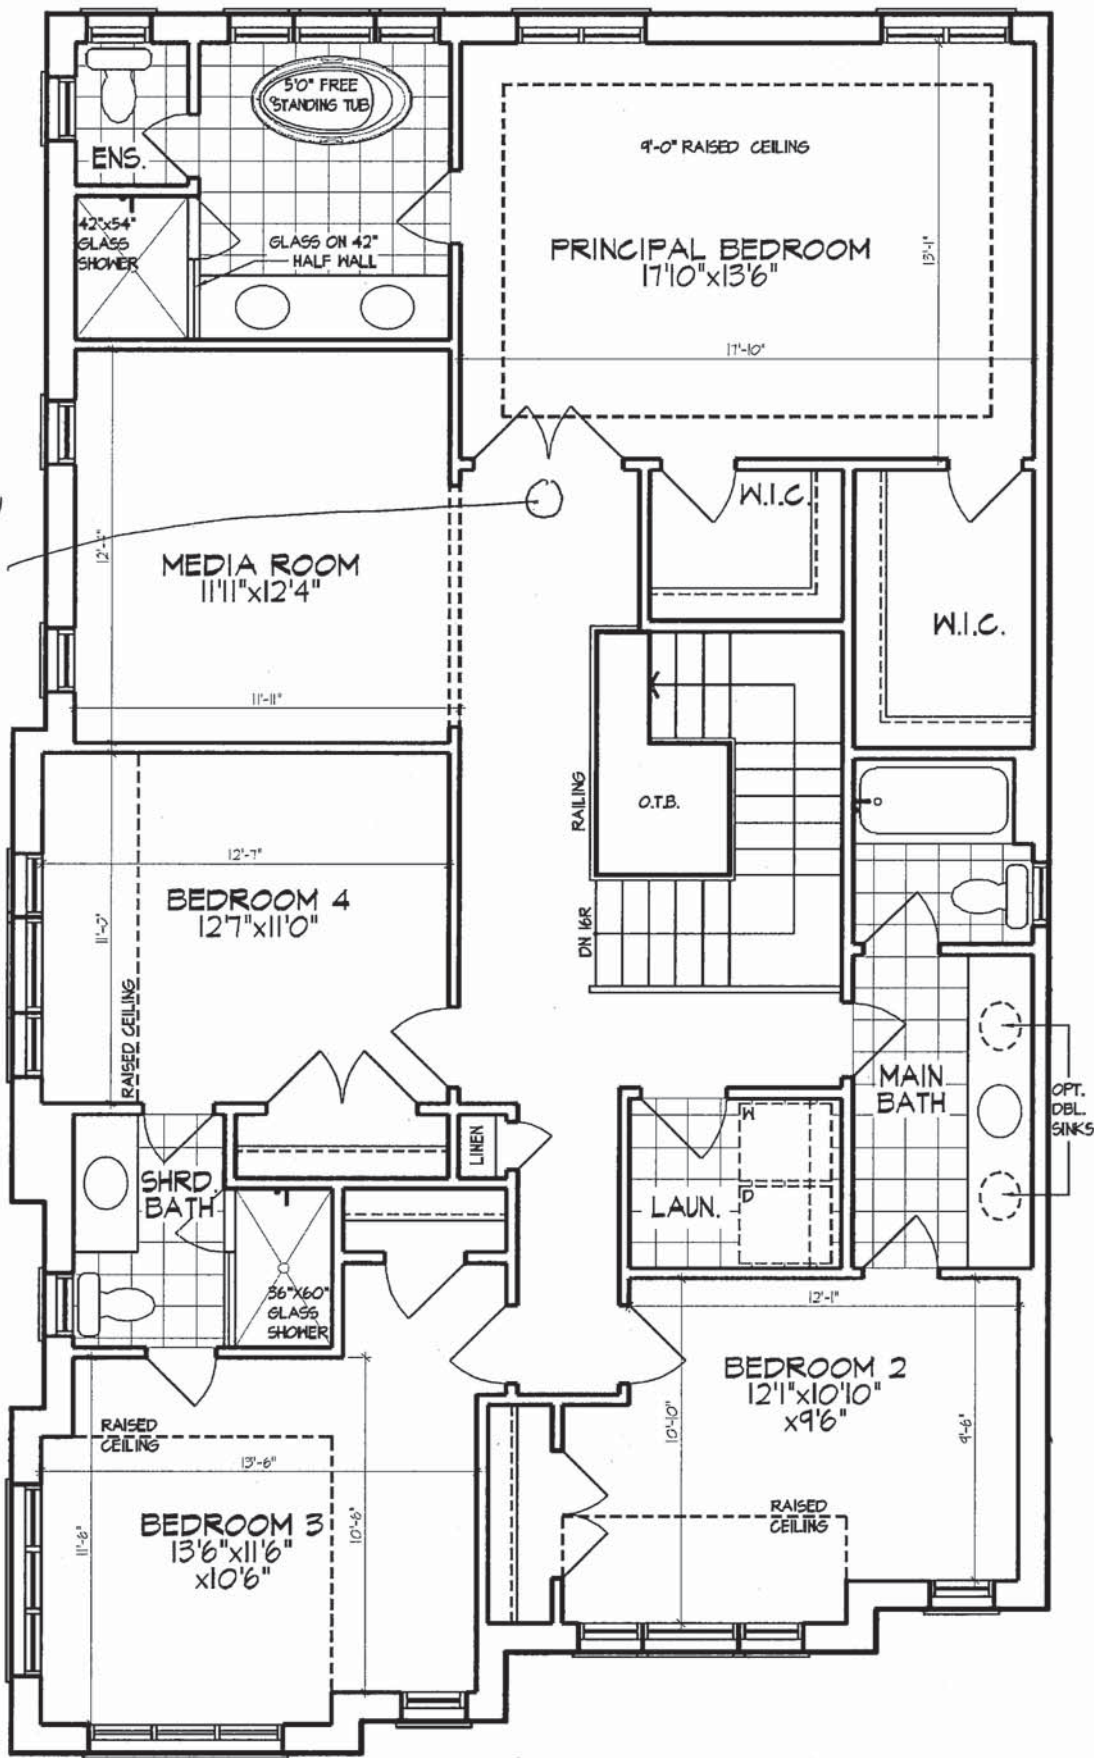 5'0" FREE
STANDING TUB
ENS.
9'-0" RAISED CEILING
42"x54"
GLASS
SHOWER
GLASS ON 42"
HALF WALL
PRINCIPAL BEDROOM
17'10"x13'6"
13'-1"
17'-10"
W.I.C.
MEDIA ROOM
11'11"x12'4"
12'-4"
W.I.C.
11'-11"
RAILING
O.T.B.
12'-7"
BEDROOM 4
12'7"x11'0"
11'-0"
DN 16R
RAISED CEILING
MAIN
BATH
OPT.
DBL.
SINKS
W
LINEN
SHRD.
BATH
D
LAUN.
36"x60"
GLASS
SHOWER
12'-1"
BEDROOM 2
12'1"x10'10"
x9'6"
10'-10"
9'-6"
RAISED
CEILING
13'-6"
RAISED
CEILING
BEDROOM 3
13'6"x11'6"
x10'6"
11'-6"
10'-6"